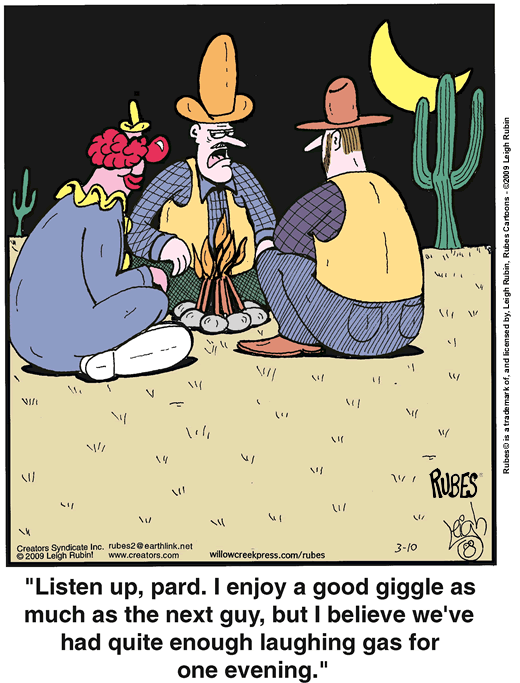 Rubes© is a trademark of, and licensed by, Leigh Rubin, Rubes Cartoons - ©2009 Leigh Rubin
RUBES
Leigh
3-10
Creators Syndicate Inc. rubes2@earthlink.net
© 2009 Leigh Rubin! www.creators.com willowcreekpress.com/rubes
"Listen up, pard. I enjoy a good giggle as
much as the next guy, but I believe we've
had quite enough laughing gas for
one evening."